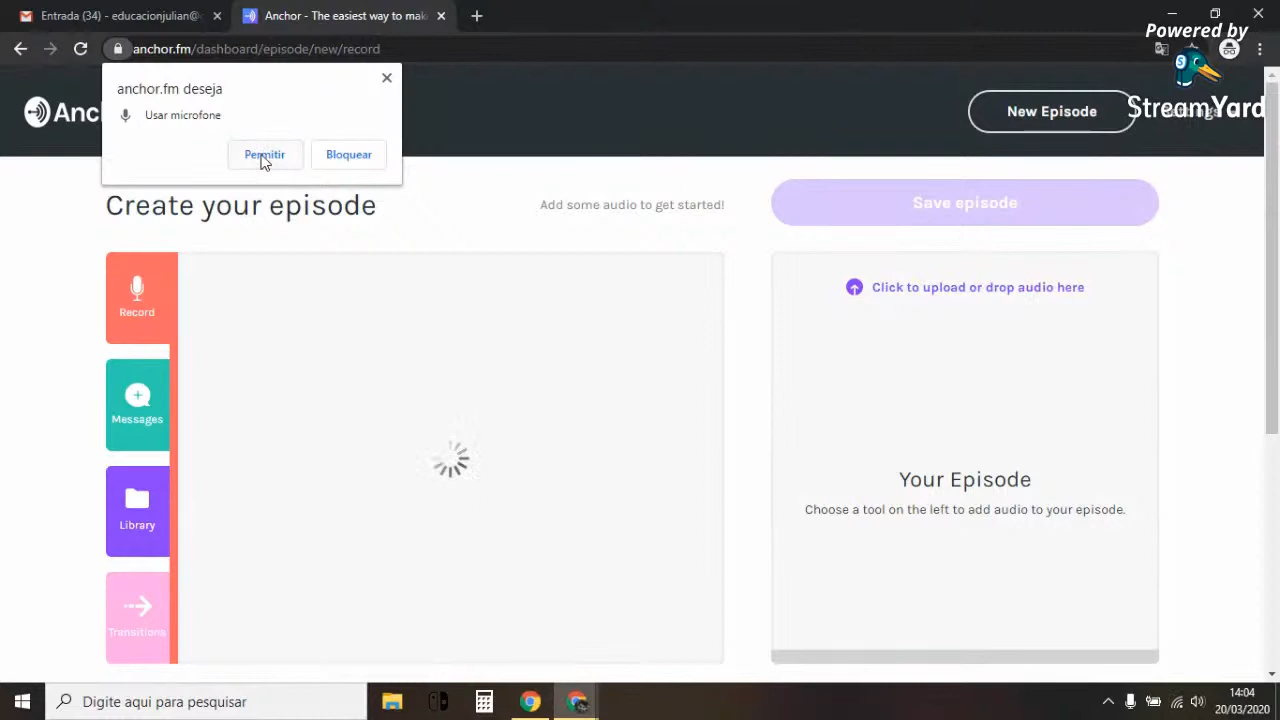 Entrada (34) - educacionjulian@
Anchor - The easiest way to mak
Powered by
StreamYard
anchor.fm/dashboard/episode/new/record
anchor.fm deseja
Usar microfone
Permitir
Bloquear
Anc
New Episode
Create your episode
Add some audio to get started!
Save episode
Record
Messages
Library
Transitions
Click to upload or drop audio here
Your Episode
Choose a tool on the left to add audio to your episode.
Digite aqui para pesquisar
14:04
20/03/2020